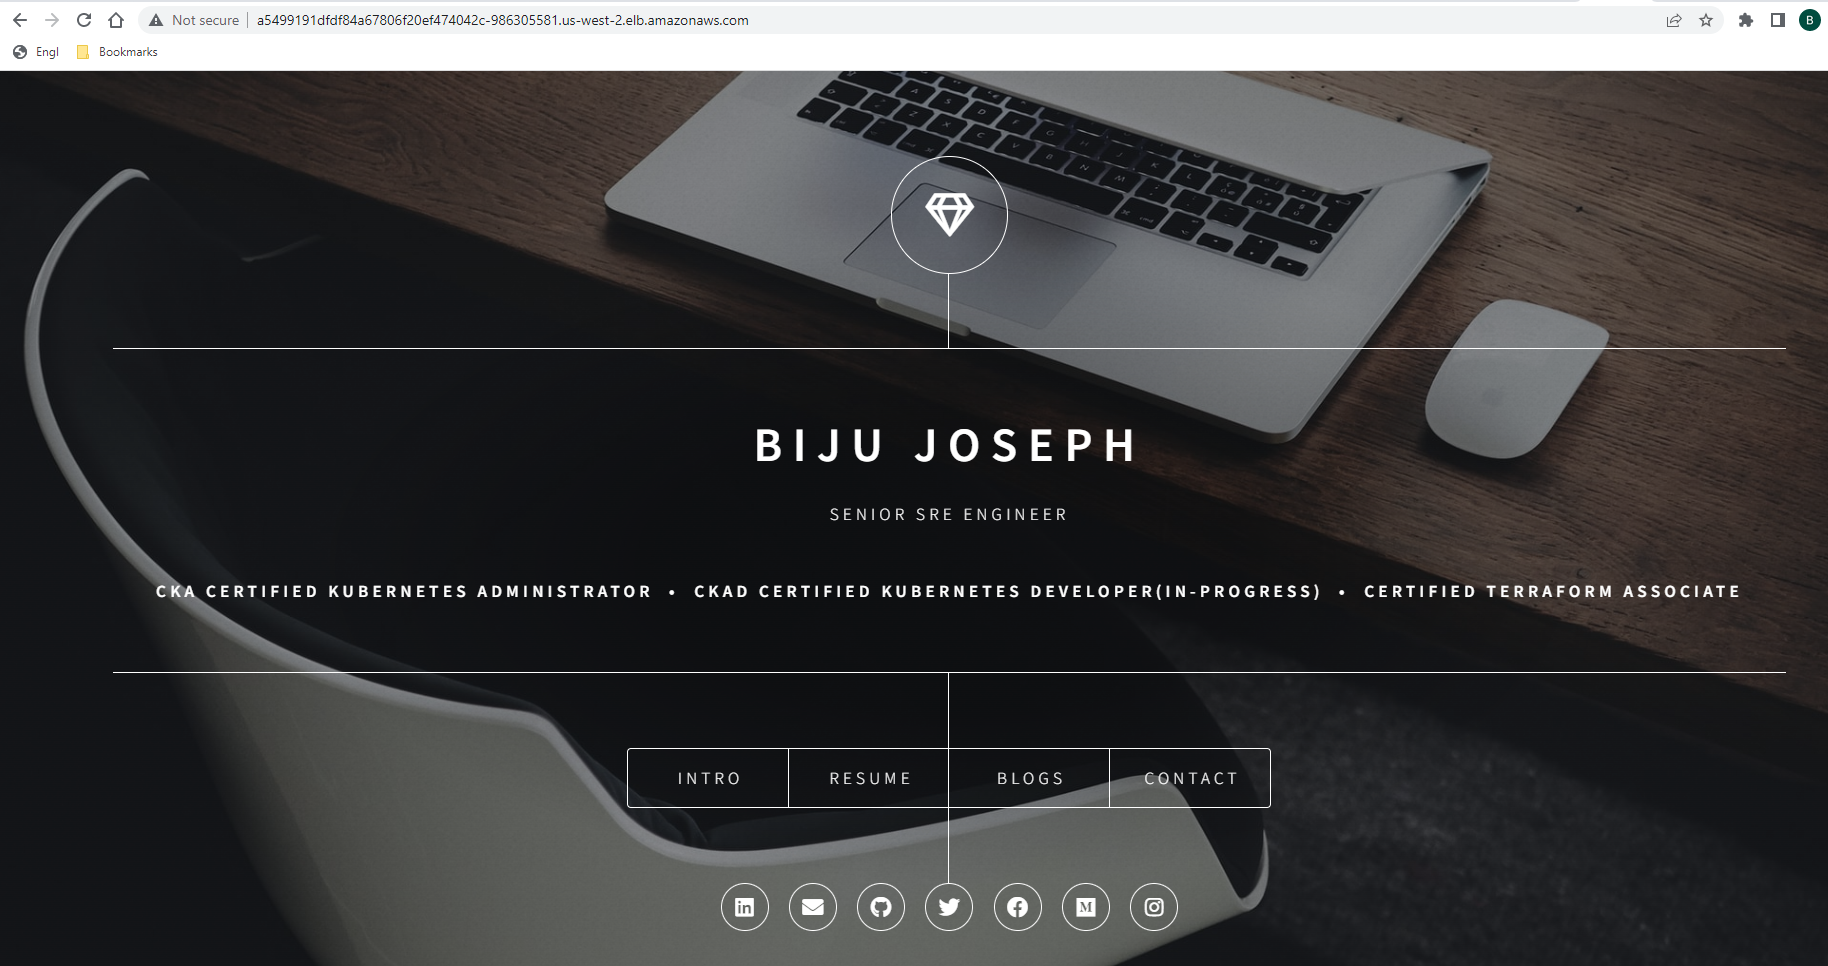 Not secure | a5499191dfdf84a67806f20ef474042c-986305581.us-west-2.elb.amazonaws.com
B
Engl Bookmarks
BIJU JOSEPH
SENIOR SRE ENGINEER
CKA CERTIFIED KUBERNETES ADMINISTRATOR • CKAD CERTIFIED KUBERNETES DEVELOPER(IN-PROGRESS) • CERTIFIED TERRAFORM ASSOCIATE
INTRO RESUME BLOGS CONTACT